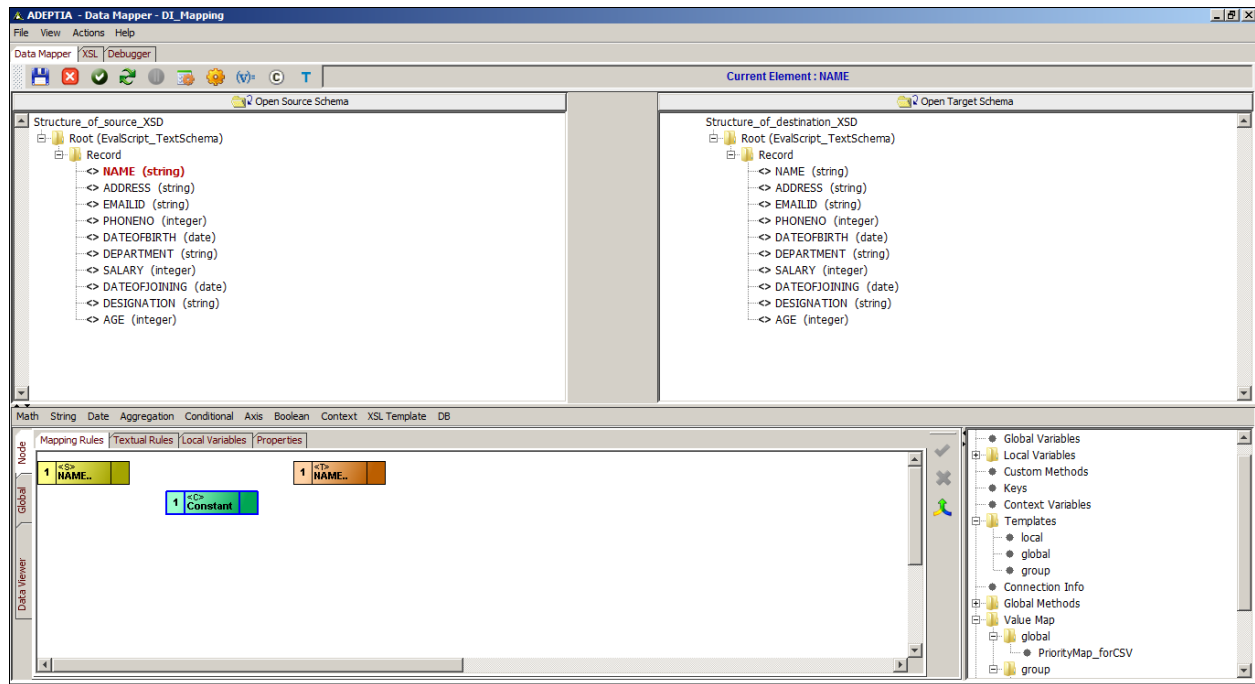 ADEPTIA - Data Mapper - DI_Mapping
File View Actions Help
Data Mapper XSL Debugger
(v)= C T Current Element : NAME
Open Source Schema Open Target Schema
Structure_of_source_XSD
Root (EvalScript_TextSchema)
Record
<> NAME (string)
<> ADDRESS (string)
<> EMAILID (string)
<> PHONENO (integer)
<> DATEOFBIRTH (date)
<> DEPARTMENT (string)
<> SALARY (integer)
<> DATEOFJOINING (date)
<> DESIGNATION (string)
<> AGE (integer)
Structure_of_destination_XSD
Root (EvalScript_TextSchema)
Record
<> NAME (string)
<> ADDRESS (string)
<> EMAILID (string)
<> PHONENO (integer)
<> DATEOFBIRTH (date)
<> DEPARTMENT (string)
<> SALARY (integer)
<> DATEOFJOINING (date)
<> DESIGNATION (string)
<> AGE (integer)
Math String Date Aggregation Conditional Axis Boolean Context XSL Template DB
Node
Global
Data Viewer
Mapping Rules Textual Rules Local Variables Properties
1 <S> NAME..
1 <T> NAME..
1 <C> Constant
Global Variables
Local Variables
Custom Methods
Keys
Context Variables
Templates
local
global
group
Connection Info
Global Methods
Value Map
global
PriorityMap_forCSV
group